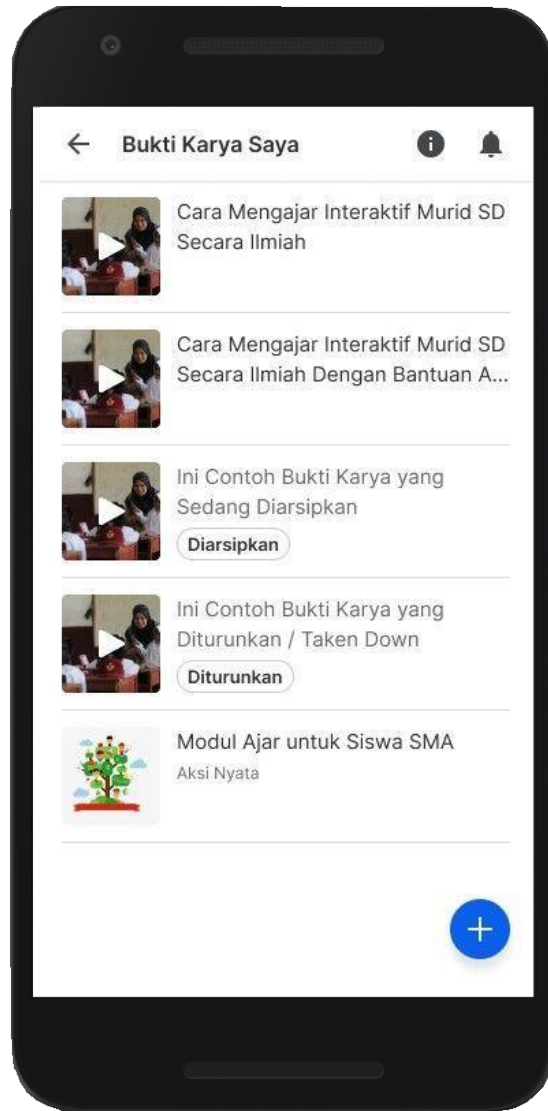 Bukti Karya Saya
Cara Mengajar Interaktif Murid SD
Secara Ilmiah
Cara Mengajar Interaktif Murid SD
Secara Ilmiah Dengan Bantuan A...
Ini Contoh Bukti Karya yang
Sedang Diarsipkan
Diarsipkan
Ini Contoh Bukti Karya yang
Diturunkan / Taken Down
Diturunkan
Modul Ajar untuk Siswa SMA
Aksi Nyata